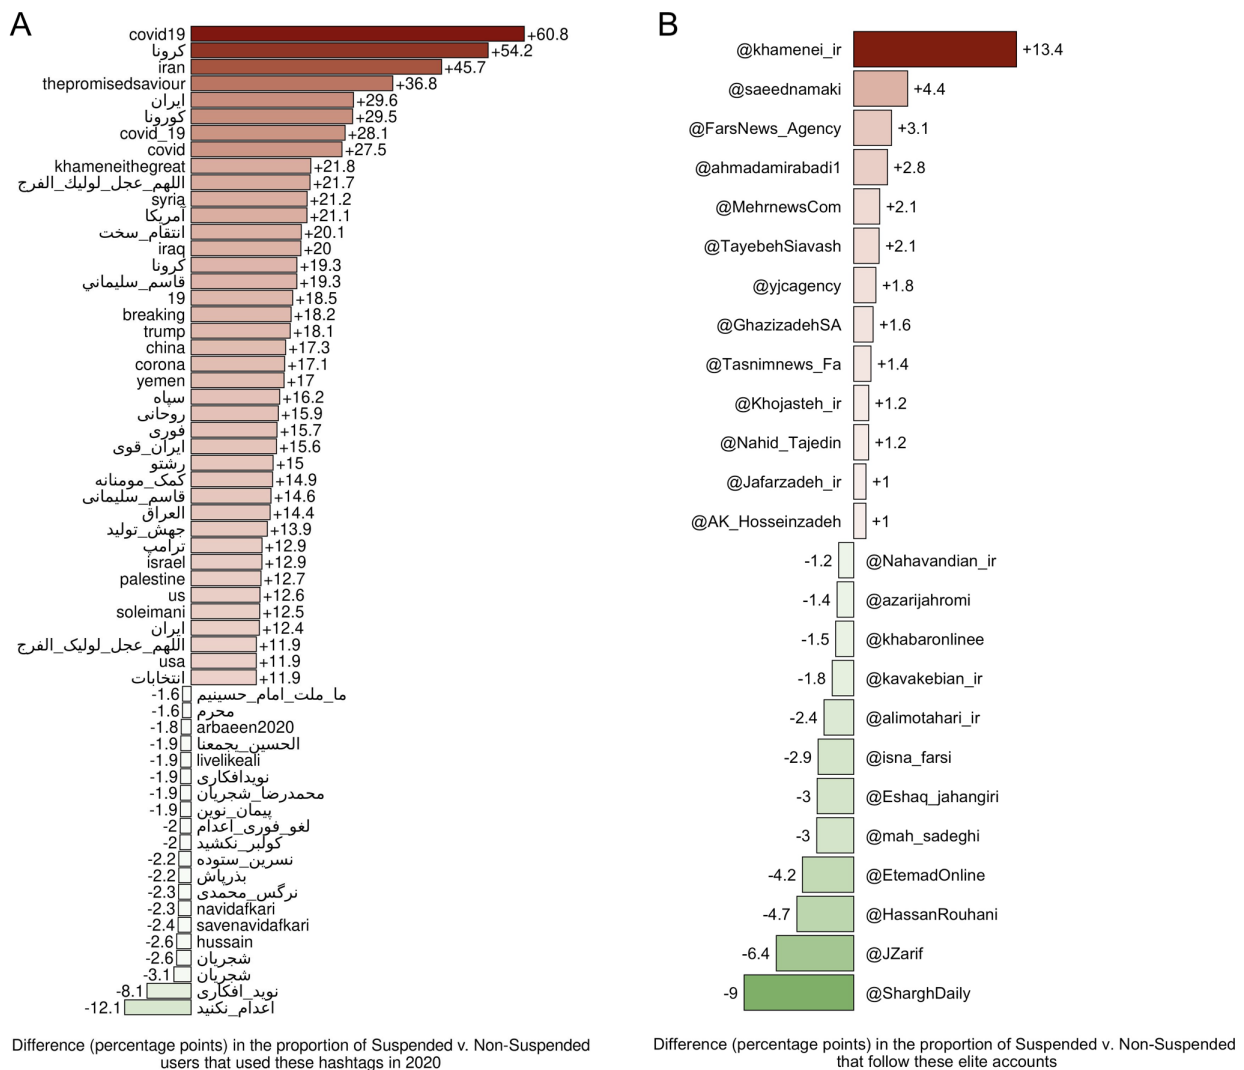 A
covid19 +60.8
کرونا +54.2
iran +45.7
thepromisedsaviour +36.8
ایران +29.6
کورونا +29.5
covid_19 +28.1
covid +27.5
khameneithegreat +21.8
اللهم_عجل_لوليك_الفرج +21.7
syria +21.2
آمریکا +21.1
انتقام_سخت +20.1
iraq +20
كرونا +19.3
قاسم_سليماني +19.3
19 +18.5
breaking +18.2
trump +18.1
china +17.3
corona +17.1
yemen +17
سپاه +16.2
روحانی +15.9
فوری +15.7
ایران_قوی +15.6
رشتو +15
کمک_مومنانه +14.9
قاسم_سلیمانی +14.6
العراق +14.4
جهش_تولید +13.9
ترامپ +12.9
israel +12.9
palestine +12.7
us +12.6
soleimani +12.5
ایران +12.4
اللهم_عجل_لولیک_الفرج +11.9
usa +11.9
انتخابات +11.9
-1.6 ما_ملت_امام_حسینیم
-1.6 محرم
-1.8 arbaeen2020
-1.9 الحسين_يجمعنا
-1.9 livelikeali
-1.9 نویدافکاری
-1.9 محمدرضا_شجریان
-1.9 پیمان_نوین
-2 لغو_فوری_اعدام
-2 کولبر_نکشید
-2.2 نسرین_ستوده
-2.2 بذرپاش
-2.3 نرگس_محمدی
-2.3 navidafkari
-2.4 savenavidafkari
-2.6 hussain
-2.6 شجریان
-3.1 شجریان
-8.1 نوید_افکاری
-12.1 اعدام_نکنید
Difference (percentage points) in the proportion of Suspended v. Non-Suspended
users that used these hashtags in 2020
B
@khamenei_ir +13.4
@saeednamaki +4.4
@FarsNews_Agency +3.1
@ahmadamirabadi1 +2.8
@MehrnewsCom +2.1
@TayebehSiavash +2.1
@yjcagency +1.8
@GhazizadehSA +1.6
@Tasnimnews_Fa +1.4
@Khojasteh_ir +1.2
@Nahid_Tajedin +1.2
@Jafarzadeh_ir +1
@AK_Hosseinzadeh +1
-1.2 @Nahavandian_ir
-1.4 @azarijahromi
-1.5 @khabaronlinee
-1.8 @kavakebian_ir
-2.4 @alimotahari_ir
-2.9 @isna_farsi
-3 @Eshaq_jahangiri
-3 @mah_sadeghi
-4.2 @EtemadOnline
-4.7 @HassanRouhani
-6.4 @JZarif
-9 @SharghDaily
Difference (percentage points) in the proportion of Suspended v. Non-Suspended
that follow these elite accounts